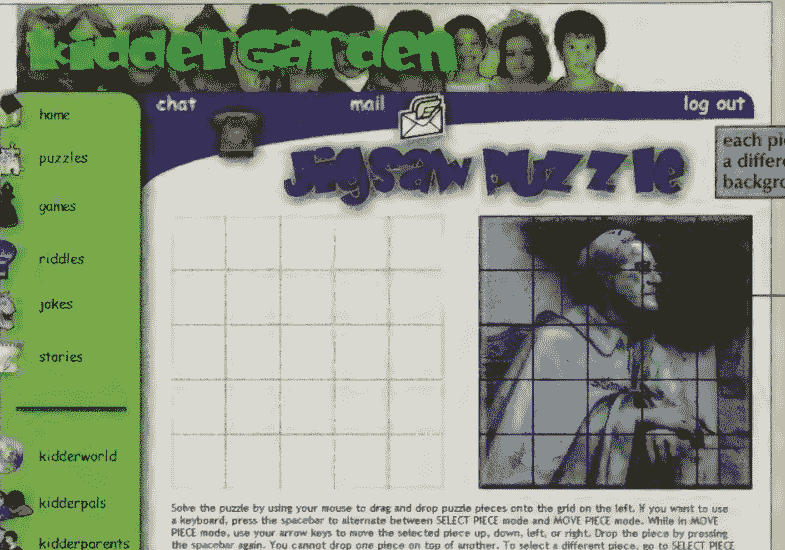 kiddergarden
chat mail log out
jigsaw puzzle
each
a
home
puzzles
games
riddles
jokes
stories
kidderworld
kidderpals
kidderparents
Solve the puzzle by using your mouse to drag and drop puzzle pieces onto the grid on the left. If you want to use
a keyboard, press the spacebar to alternate between SELECT PIECE mode and MOVE PIECE mode. While in MOVE
PIECE mode, use your arrow keys to move the selected piece up, down, left, or right. Drop the piece by pressing
the spacebar again. You cannot drop one piece on top of another. To select a different piece, go to SELECT PIECE